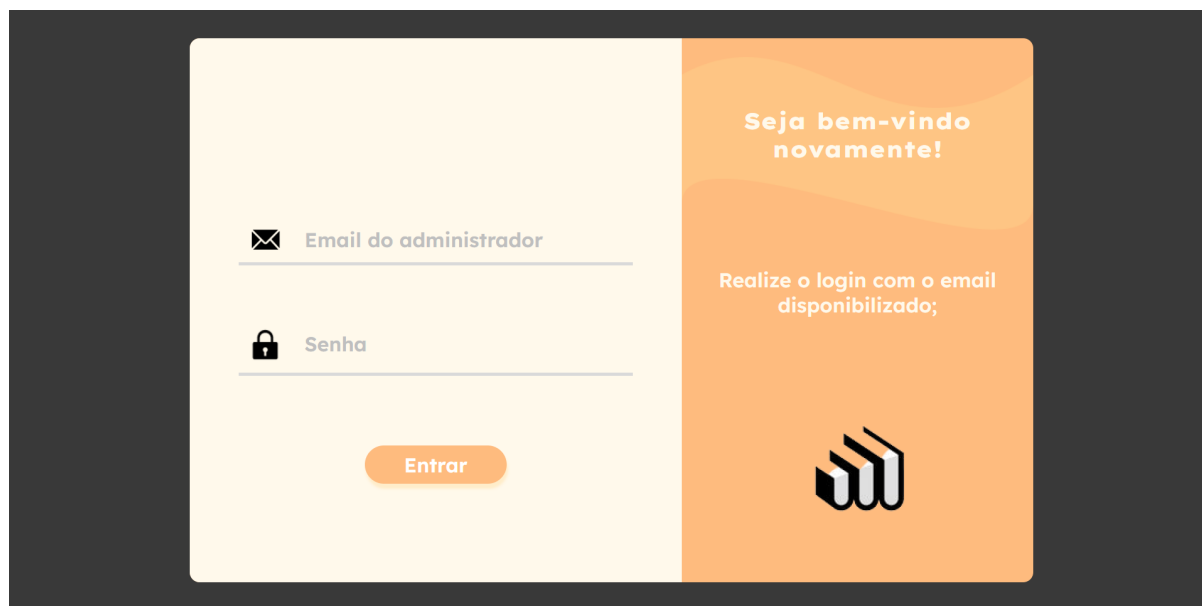 Email do administrador
Senha
Entrar
Seja bem-vindo
novamente!
Realize o login com o email
disponibilizado;